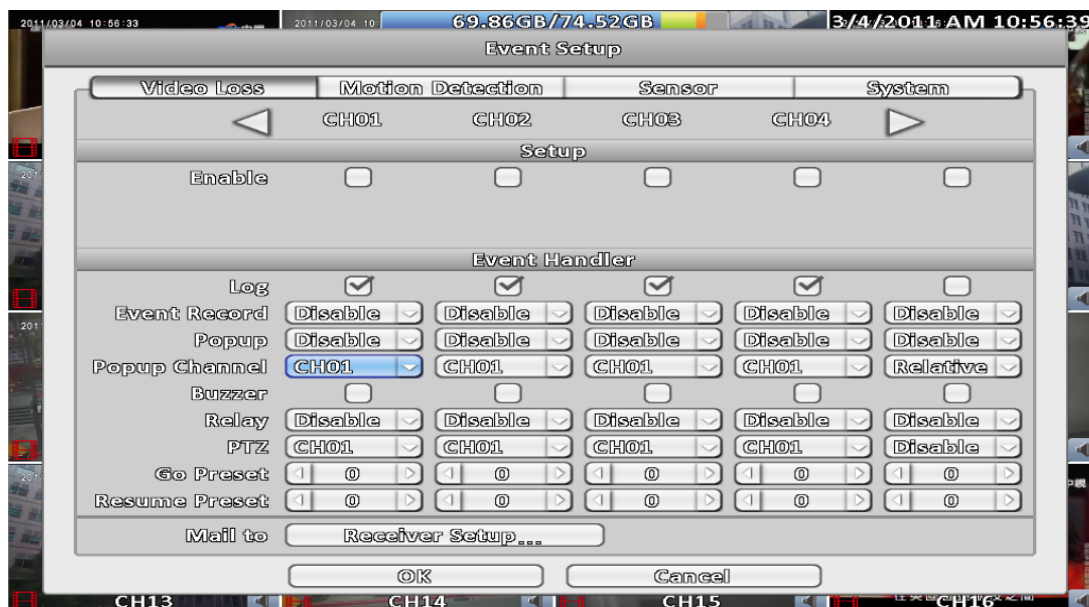 2011/03/04 10:56:33
2011/03/04 10
69.86GB/74.52GB
3/4/2011 AM 10:56:39
Event Setup
Video Loss Motion Detection Sensor System
CH01 CH02 CH03 CH04
Setup
Enable
Event Handler
Log
Event Record Disable Disable Disable Disable Disable
Popup Disable Disable Disable Disable Disable
Popup Channel CH01 CH01 CH01 CH01 Relative
Buzzer
Relay Disable Disable Disable Disable Disable
PTZ CH01 CH01 CH01 CH01 Disable
Go Preset 0 0 0 0 0
Resume Preset 0 0 0 0 0
Mail to Receiver Setup...
OK Cancel
CH13 CH14 CH15 CH16